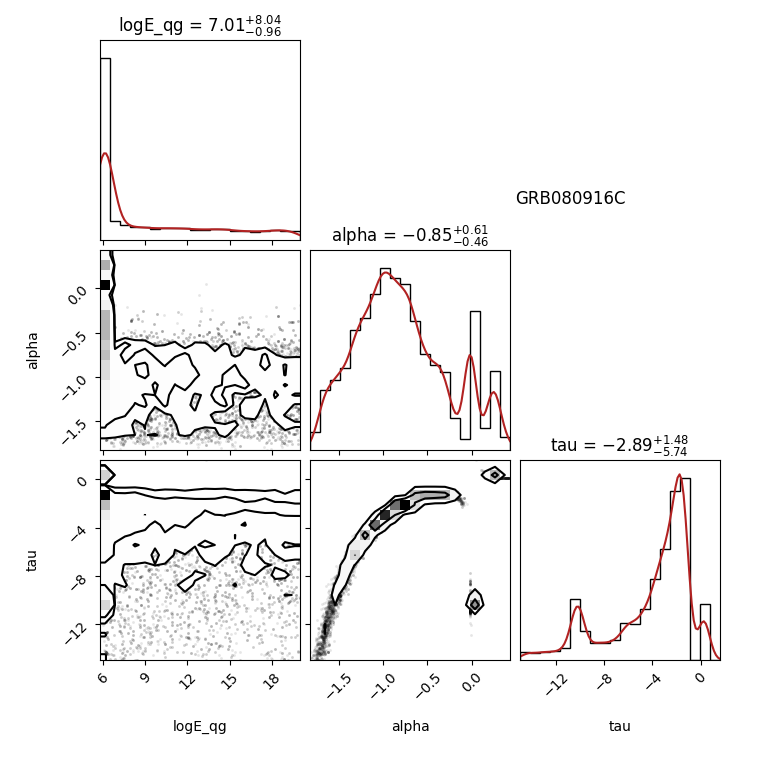 logE_qg = 7.01+8.04−0.96
GRB080916C
alpha = −0.85+0.61−0.46
alpha
0.0
−0.5
−1.0
−1.5
tau = −2.89+1.48−5.74
tau
0
−4
−8
−12
6 9 12 15 18
−1.5 −1.0 −0.5 0.0
−12 −8 −4 0
logE_qg alpha tau